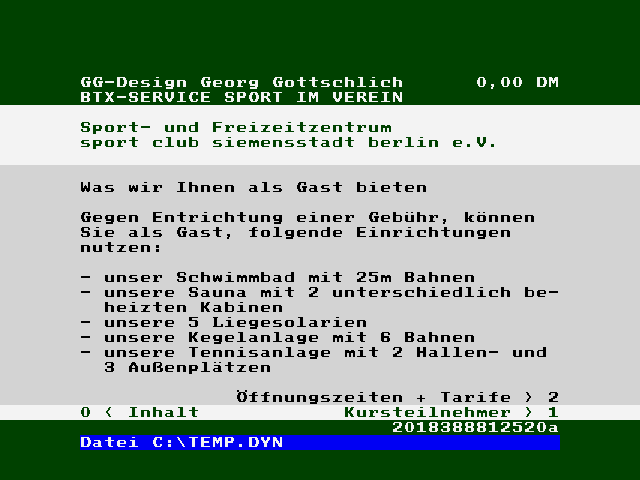 GG-Design Georg Gottschlich 0,00 DM
BTX-SERVICE SPORT IM VEREIN
Sport- und Freizeitzentrum
sport club siemensstadt berlin e.V.
Was wir Ihnen als Gast bieten
Gegen Entrichtung einer Gebühr, können
Sie als Gast, folgende Einrichtungen
nutzen:
- unser Schwimmbad mit 25m Bahnen
- unsere Sauna mit 2 unterschiedlich be-
heizten Kabinen
- unsere 5 Liegesolarien
- unsere Kegelanlage mit 6 Bahnen
- unsere Tennisanlage mit 2 Hallen- und
3 Außenplätzen
Öffnungszeiten + Tarife > 2
0 < Inhalt Kursteilnehmer > 1
2018388812520a
Datei C:\TEMP.DYN